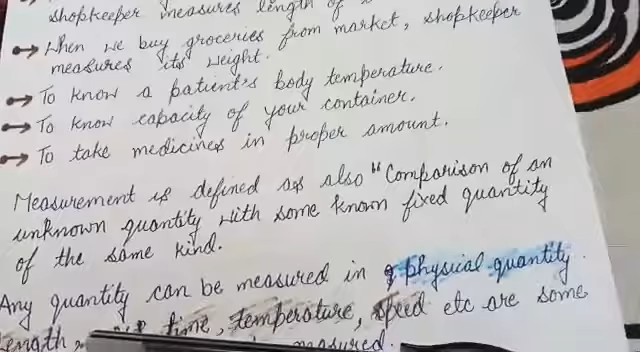 shopkeeper measures length of
→ When we buy groceries from market, shopkeeper
measures its weight.
→ To know a patient's body temperature.
→ To know capacity of your container.
→ To take medicines in proper amount.
Measurement is defined as also "Comparison of an
unknown quantity with some known fixed quantity
of the same kind.
Any quantity can be measured in physical quantity.
length, time, temperature, speed etc are some
measured.